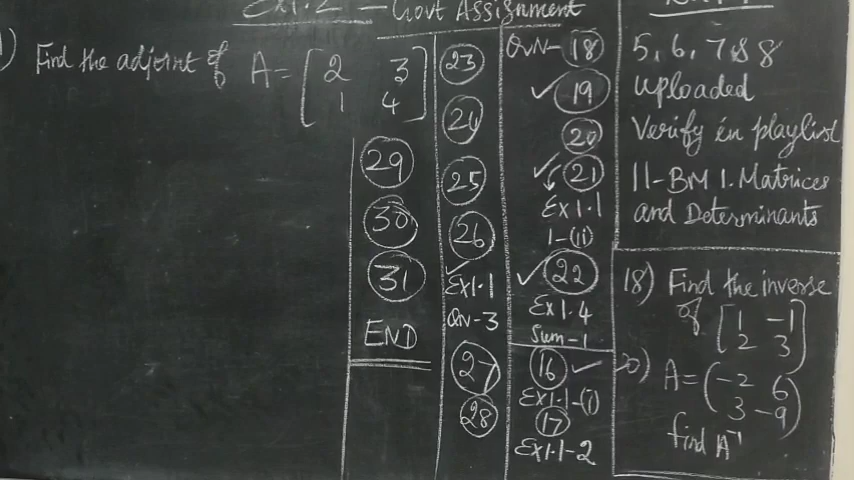 Ex1.2 - Govt Assignment
1) Find the adjoint of A = [ 2 3
1 4 ]
29
30
31
END
23
24
25
26
✓
Ex1.1
QN-3
27
28
QN- 18
✓ 19
20
✓ 21
Ex1.1
1-(ii)
✓ 22
Ex1.4
Sum-1
16 ✓
Ex1.1-(i)
17
Ex1.1-2
5, 6, 7 & 8
uploaded
Verify in playlist
11-BM 1. Matrices
and Determinants
18) Find the inverse
of [ 1 -1
2 3 ]
20) A = ( -2 6
3 -9 )
find A⁻¹